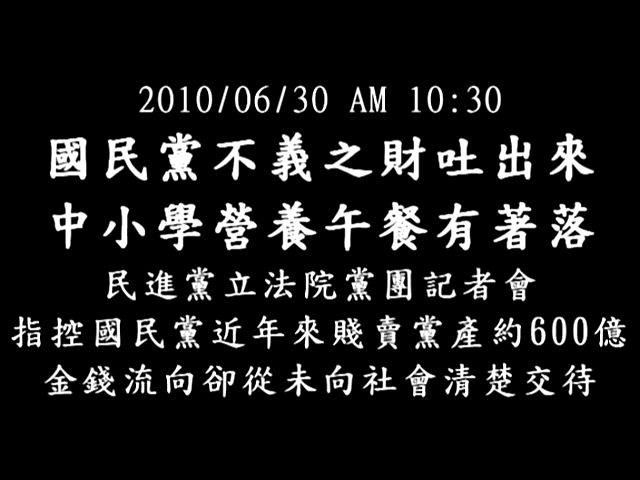 2010/06/30 AM 10:30
國民黨不義之財吐出來
中小學營養午餐有著落
民進黨立法院黨團記者會
指控國民黨近年來賤賣黨產約600億
金錢流向卻從未向社會清楚交待